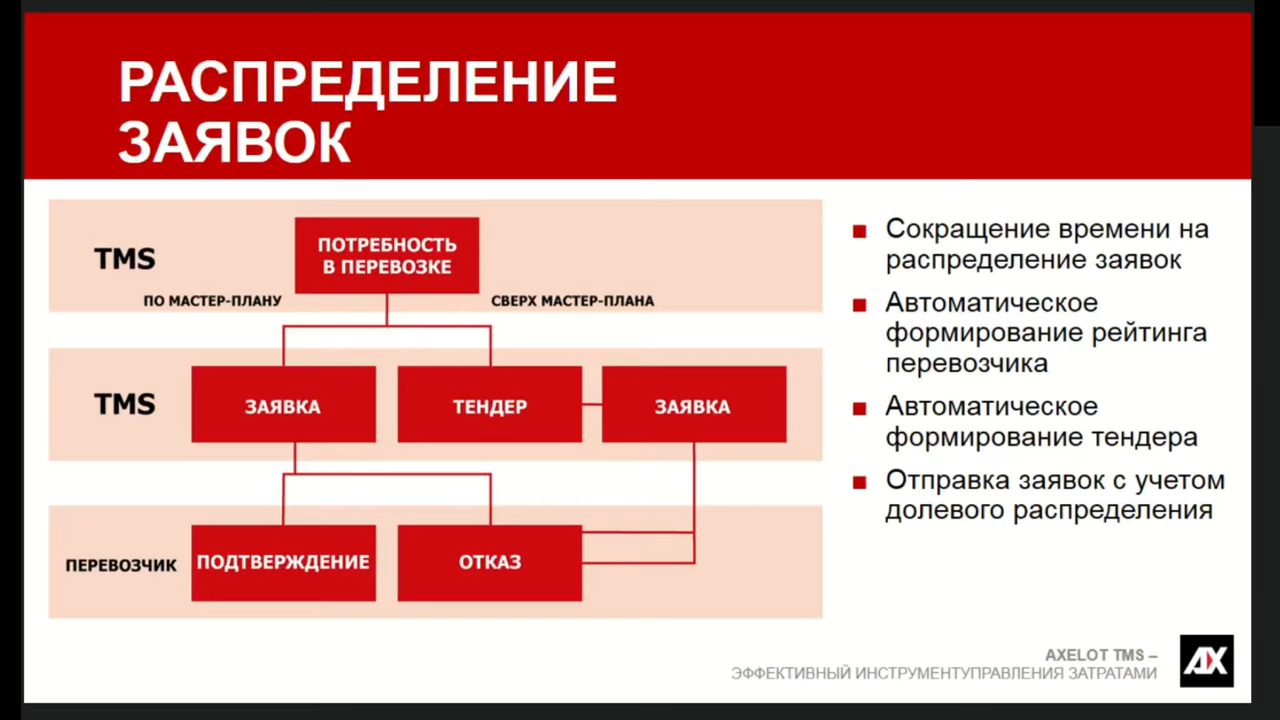 РАСПРЕДЕЛЕНИЕ
ЗАЯВОК
TMS
ПОТРЕБНОСТЬ
В ПЕРЕВОЗКЕ
ПО МАСТЕР-ПЛАНУ
СВЕРХ МАСТЕР-ПЛАНА
TMS
ЗАЯВКА
ТЕНДЕР
ЗАЯВКА
ПЕРЕВОЗЧИК
ПОДТВЕРЖДЕНИЕ
ОТКАЗ
Сокращение времени на
распределение заявок
Автоматическое
формирование рейтинга
перевозчика
Автоматическое
формирование тендера
Отправка заявок с учетом
долевого распределения
AXELOT TMS –
ЭФФЕКТИВНЫЙ ИНСТРУМЕНТУПРАВЛЕНИЯ ЗАТРАТАМИ
AX